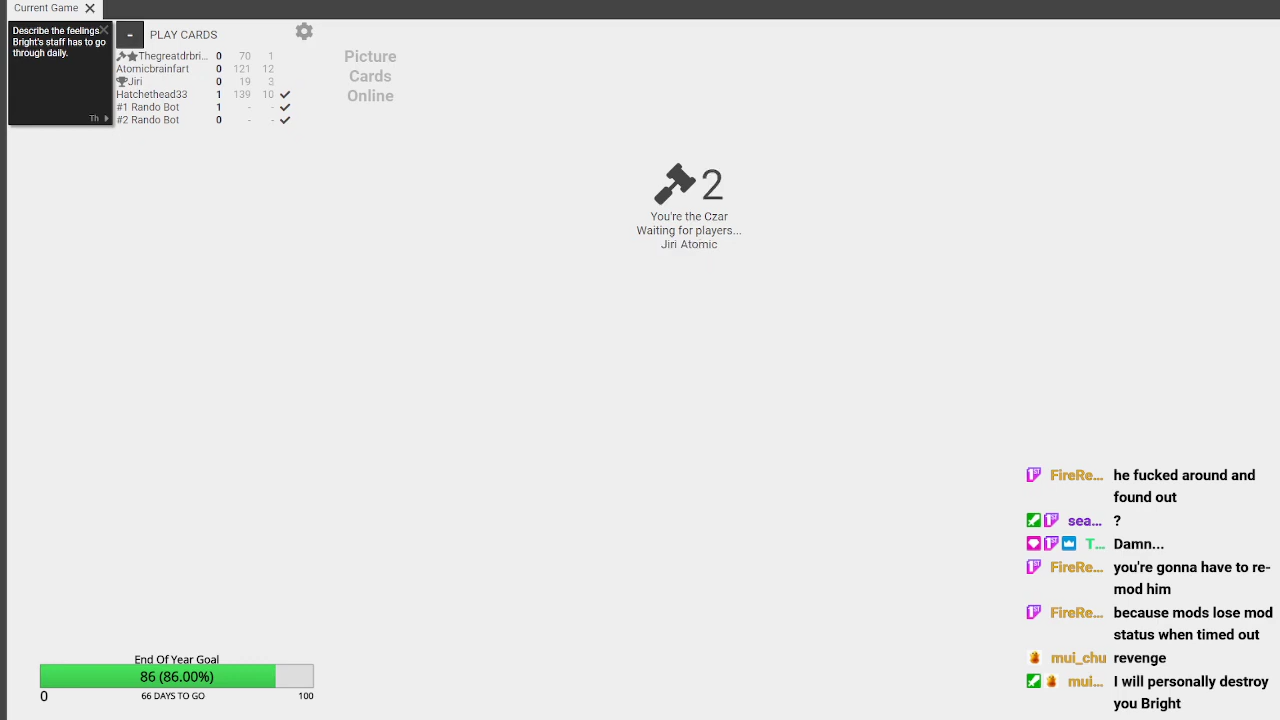 Current Game
Describe the feelings
Bright's staff has to go
through daily.
Th
-
PLAY CARDS
Thegreatdrbri... 0 70 1
Atomicbrainfart 0 121 12
Jiri 0 19 3
Hatchethead33 1 139 10
#1 Rando Bot 1 - -
#2 Rando Bot 0 - -
Picture
Cards
Online
2
You're the Czar
Waiting for players...
Jiri Atomic
FireRe... he fucked around and
found out
sea... ?
T... Damn...
FireRe... you're gonna have to re-
mod him
FireRe... because mods lose mod
status when timed out
mui_chu revenge
mui... I will personally destroy
you Bright
End Of Year Goal
86 (86.00%)
0 66 DAYS TO GO 100